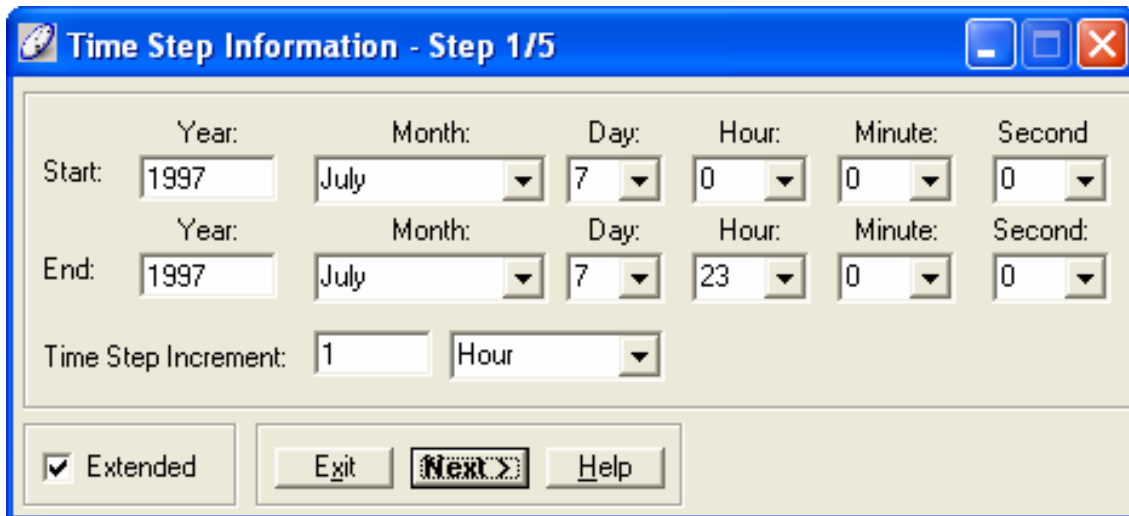 Time Step Information - Step 1/5
Year: Month: Day: Hour: Minute: Second
Start: 1997 July 7 0 0 0
Year: Month: Day: Hour: Minute: Second:
End: 1997 July 7 23 0 0
Time Step Increment: 1 Hour
Extended Exit Next > Help